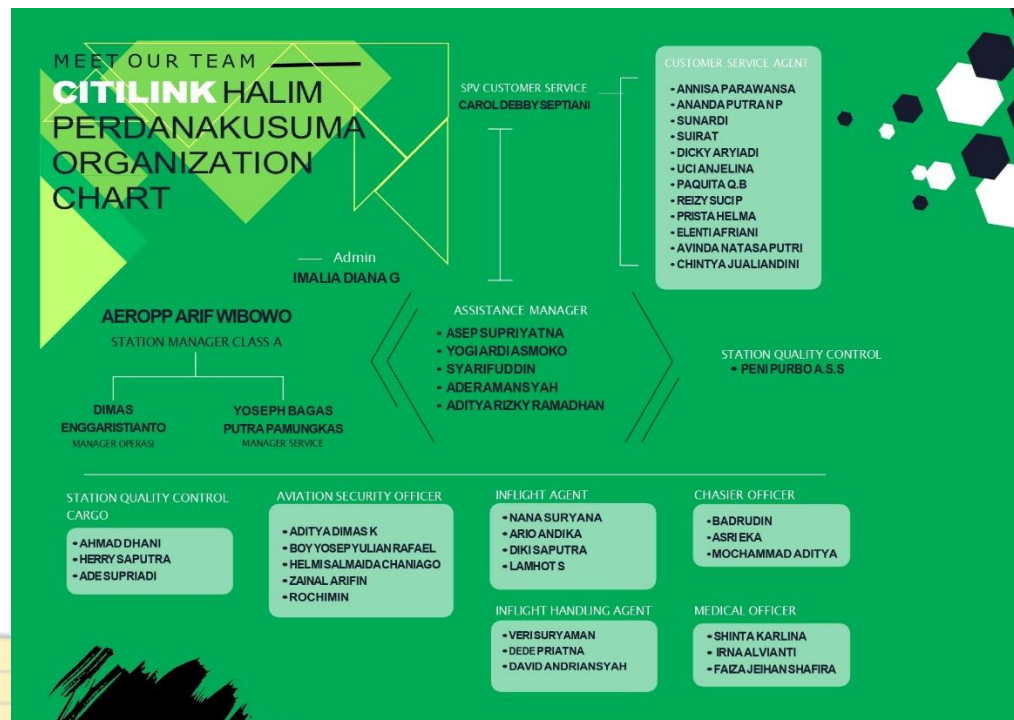 MEET OUR TEAM
CITILINK HALIM
PERDANAKUSUMA
ORGANIZATION
CHART
SPV CUSTOMER SERVICE
CAROL DEBBY SEPTIANI
CUSTOMER SERVICE AGENT
• ANNISA PARAWANSA
• ANANDA PUTRA N P
• SUNARDI
• SUIRAT
• DICKY ARYIADI
• UCI ANJELINA
• PAQUITA Q.B
• REIZY SUCI P
• PRISTA HELMA
• ELENTI AFRIANI
• AVINDA NATASA PUTRI
• CHINTYA JUALIANDINI
Admin
IMALIA DIANA G
AEROPP ARIF WIBOWO
STATION MANAGER CLASS A
DIMAS
ENGGARISTIANTO
MANAGER OPERASI
YOSEPH BAGAS
PUTRA PAMUNGKAS
MANAGER SERVICE
ASSISTANCE MANAGER
• ASEP SUPRIYATNA
• YOGI ARDI ASMOKO
• SYARIFUDDIN
• ADE RAMANSYAH
• ADITYA RIZKY RAMADHAN
STATION QUALITY CONTROL
• PENI PURBO A.S.S
STATION QUALITY CONTROL
CARGO
• AHMAD DHANI
• HERRY SAPUTRA
• ADE SUPRIADI
AVIATION SECURITY OFFICER
• ADITYA DIMAS K
• BOY YOSEP YULIAN RAFAEL
• HELMI SALMAIDA CHANIAGO
• ZAINAL ARIFIN
• ROCHIMIN
INFLIGHT AGENT
• NANA SURYANA
• ARIO ANDIKA
• DIKI SAPUTRA
• LAMHOT S
CHASIER OFFICER
• BADRUDIN
• ASRI EKA
• MOCHAMMAD ADITYA
INFLIGHT HANDLING AGENT
• VERI SURYAMAN
• DEDE PRIATNA
• DAVID ANDRIANSYAH
MEDICAL OFFICER
• SHINTA KARLINA
• IRNA ALVIANTI
• FAIZA JEIHAN SHAFIRA